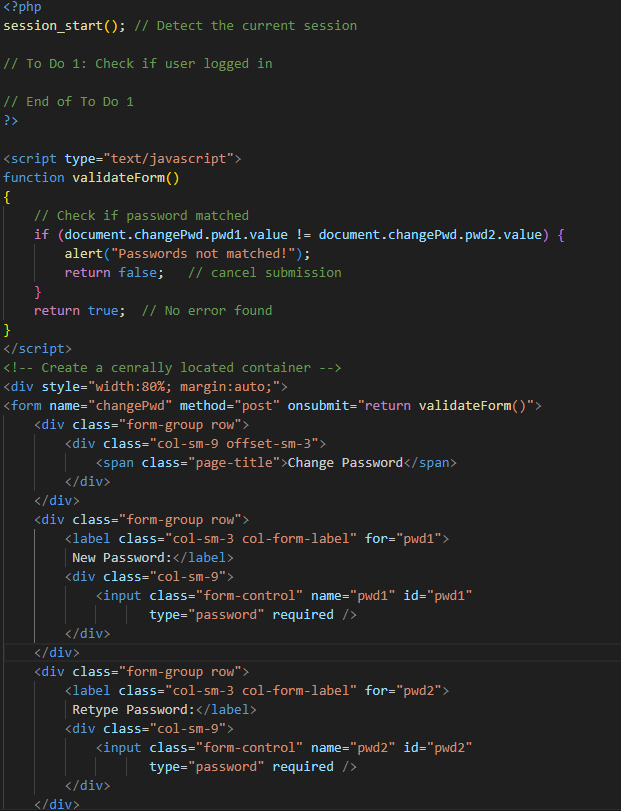 <?php
session_start(); // Detect the current session
// To Do 1: Check if user logged in
// End of To Do 1
?>
<script type="text/javascript">
function validateForm()
{
// Check if password matched
if (document.changePwd.pwd1.value != document.changePwd.pwd2.value) {
alert("Passwords not matched!");
return false; // cancel submission
}
return true; // No error found
}
</script>
<!-- Create a cenrally located container -->
<div style="width:80%; margin:auto;">
<form name="changePwd" method="post" onsubmit="return validateForm()">
<div class="form-group row">
<div class="col-sm-9 offset-sm-3">
<span class="page-title">Change Password</span>
</div>
</div>
<div class="form-group row">
<label class="col-sm-3 col-form-label" for="pwd1">
New Password:</label>
<div class="col-sm-9">
<input class="form-control" name="pwd1" id="pwd1"
type="password" required />
</div>
</div>
<div class="form-group row">
<label class="col-sm-3 col-form-label" for="pwd2">
Retype Password:</label>
<div class="col-sm-9">
<input class="form-control" name="pwd2" id="pwd2"
type="password" required />
</div>
</div>